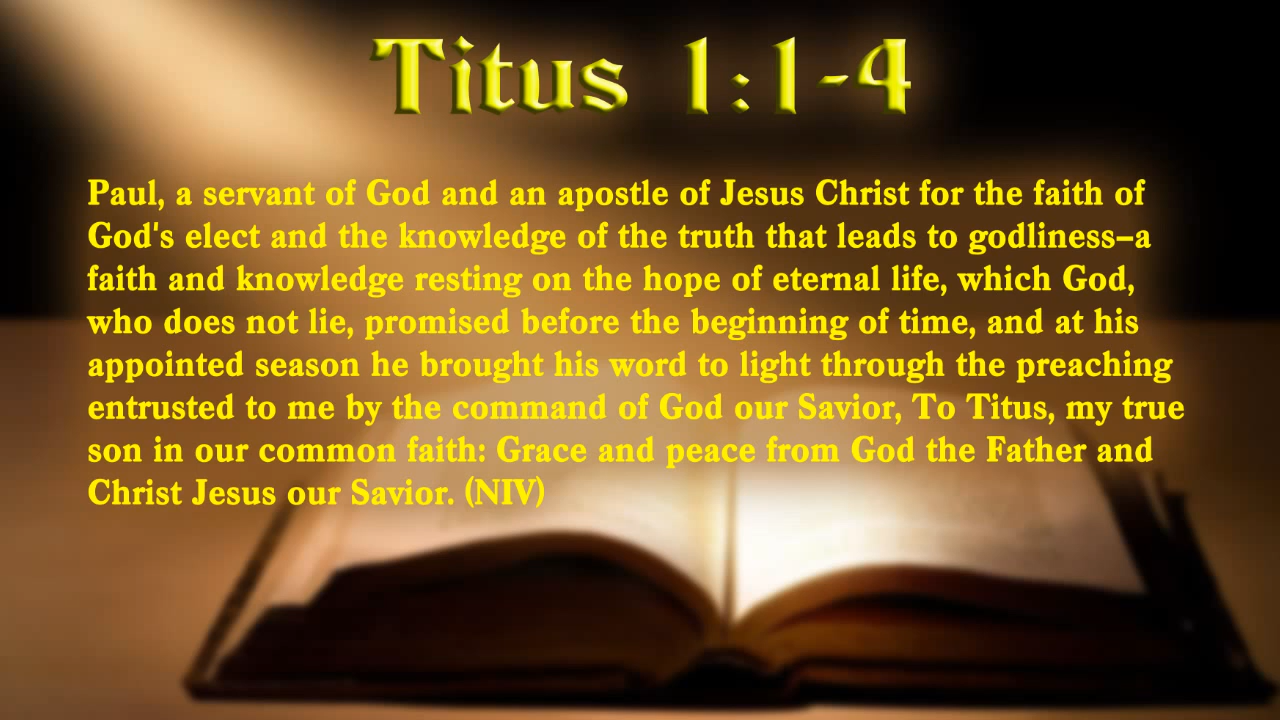 Titus 1:1-4
Paul, a servant of God and an apostle of Jesus Christ for the faith of
God's elect and the knowledge of the truth that leads to godliness–a
faith and knowledge resting on the hope of eternal life, which God,
who does not lie, promised before the beginning of time, and at his
appointed season he brought his word to light through the preaching
entrusted to me by the command of God our Savior, To Titus, my true
son in our common faith: Grace and peace from God the Father and
Christ Jesus our Savior. (NIV)